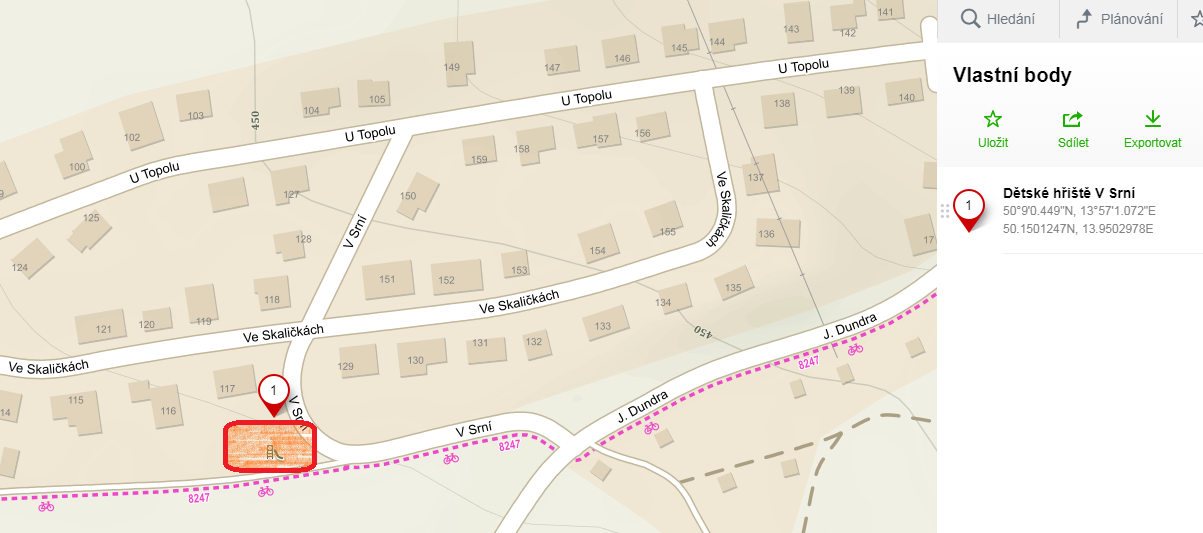 Hledání
Plánování
Vlastní body
Uložit
Sdílet
Exportovat
1
Dětské hřiště V Srní
50°9'0.449"N, 13°57'1.072"E
50.1501247N, 13.9502978E
141
142
143
144
145
146
147
149
U Topolu
U Topolu
U Topolu
U Topolu
105
104
103
102
100
450
138
139
140
156
157
158
159
150
127
125
124
128
V Srní
Ve Skaličkách
137
136
155
154
153
152
151
118
119
120
121
Ve Skaličkách
Ve Skaličkách
Ve Skaličkách
135
134
133
132
131
130
129
450
J. Dundra
8247
117
116
115
14
1
V Srní
V Srní
8247
J. Dundra
8247
17